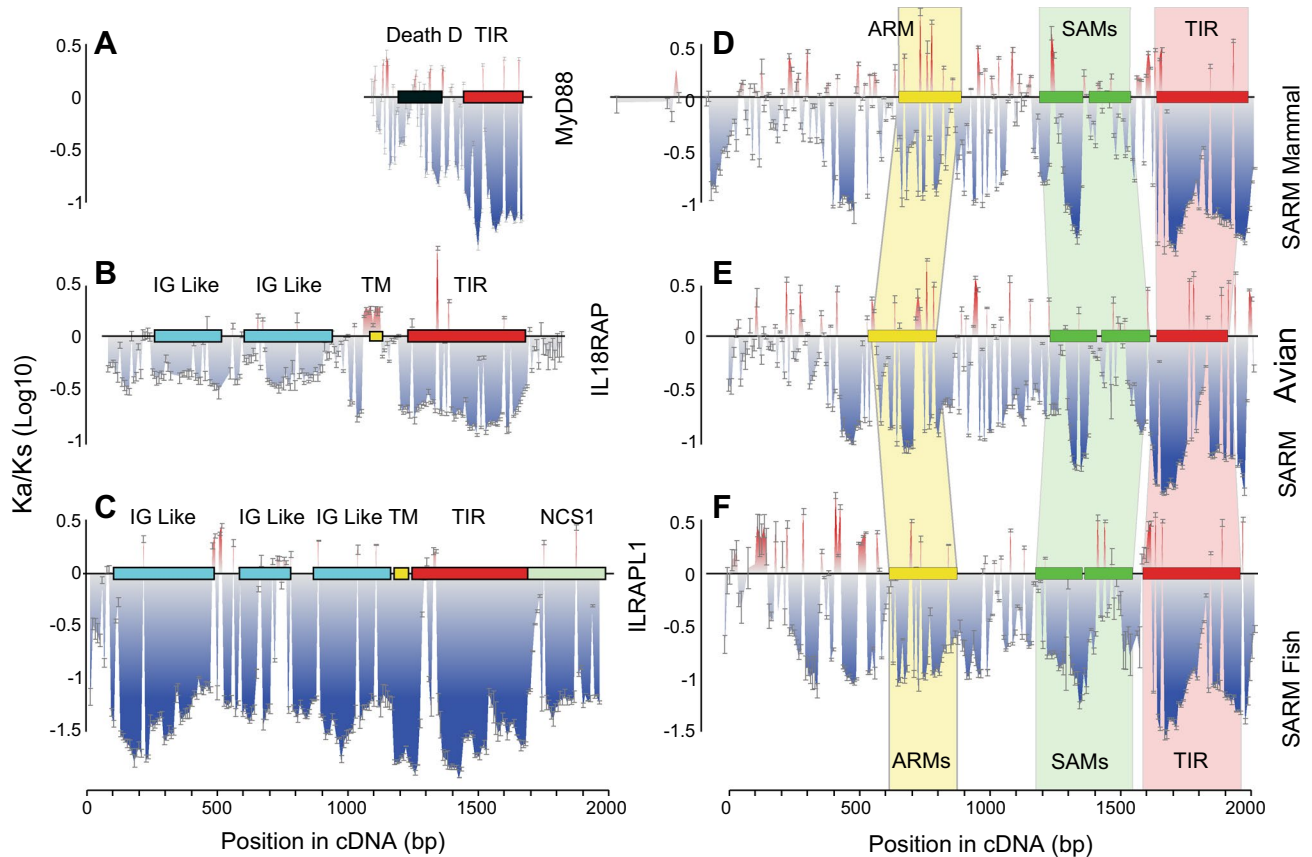 A
Death D TIR
0.5
0
-0.5
-1
MyD88
B
IG Like IG Like TM TIR
0.5
0
-0.5
-1
IL18RAP
C
IG Like IG Like IG Like TM TIR NCS1
0.5
0
-0.5
-1
-1.5
ILRAPL1
Ka/Ks (Log10)
0 500 1000 1500 2000
Position in cDNA (bp)
D
ARM SAMs TIR
0.5
0
-0.5
-1
SARM Mammal
E
0.5
0
-0.5
-1
SARM Avian
F
0.5
0
-0.5
-1
-1.5
ARMs SAMs TIR
SARM Fish
0 500 1000 1500 2000
Position in cDNA (bp)